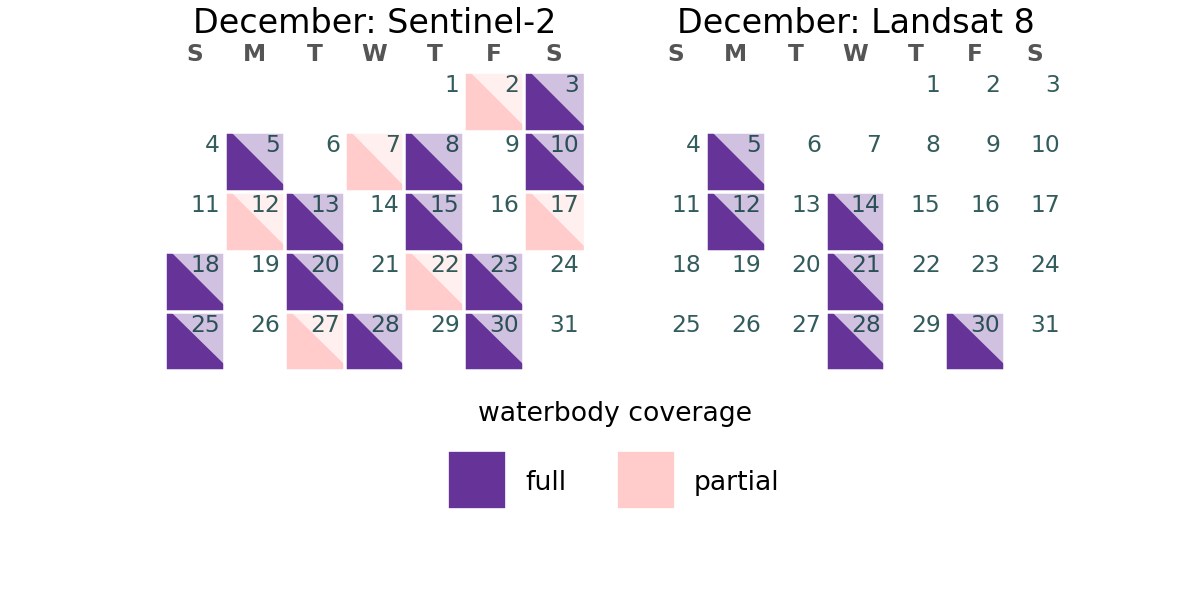 December: Sentinel-2
S M T W T F S
1 2 3
4 5 6 7 8 9 10
11 12 13 14 15 16 17
18 19 20 21 22 23 24
25 26 27 28 29 30 31
December: Landsat 8
S M T W T F S
1 2 3
4 5 6 7 8 9 10
11 12 13 14 15 16 17
18 19 20 21 22 23 24
25 26 27 28 29 30 31
waterbody coverage
full partial